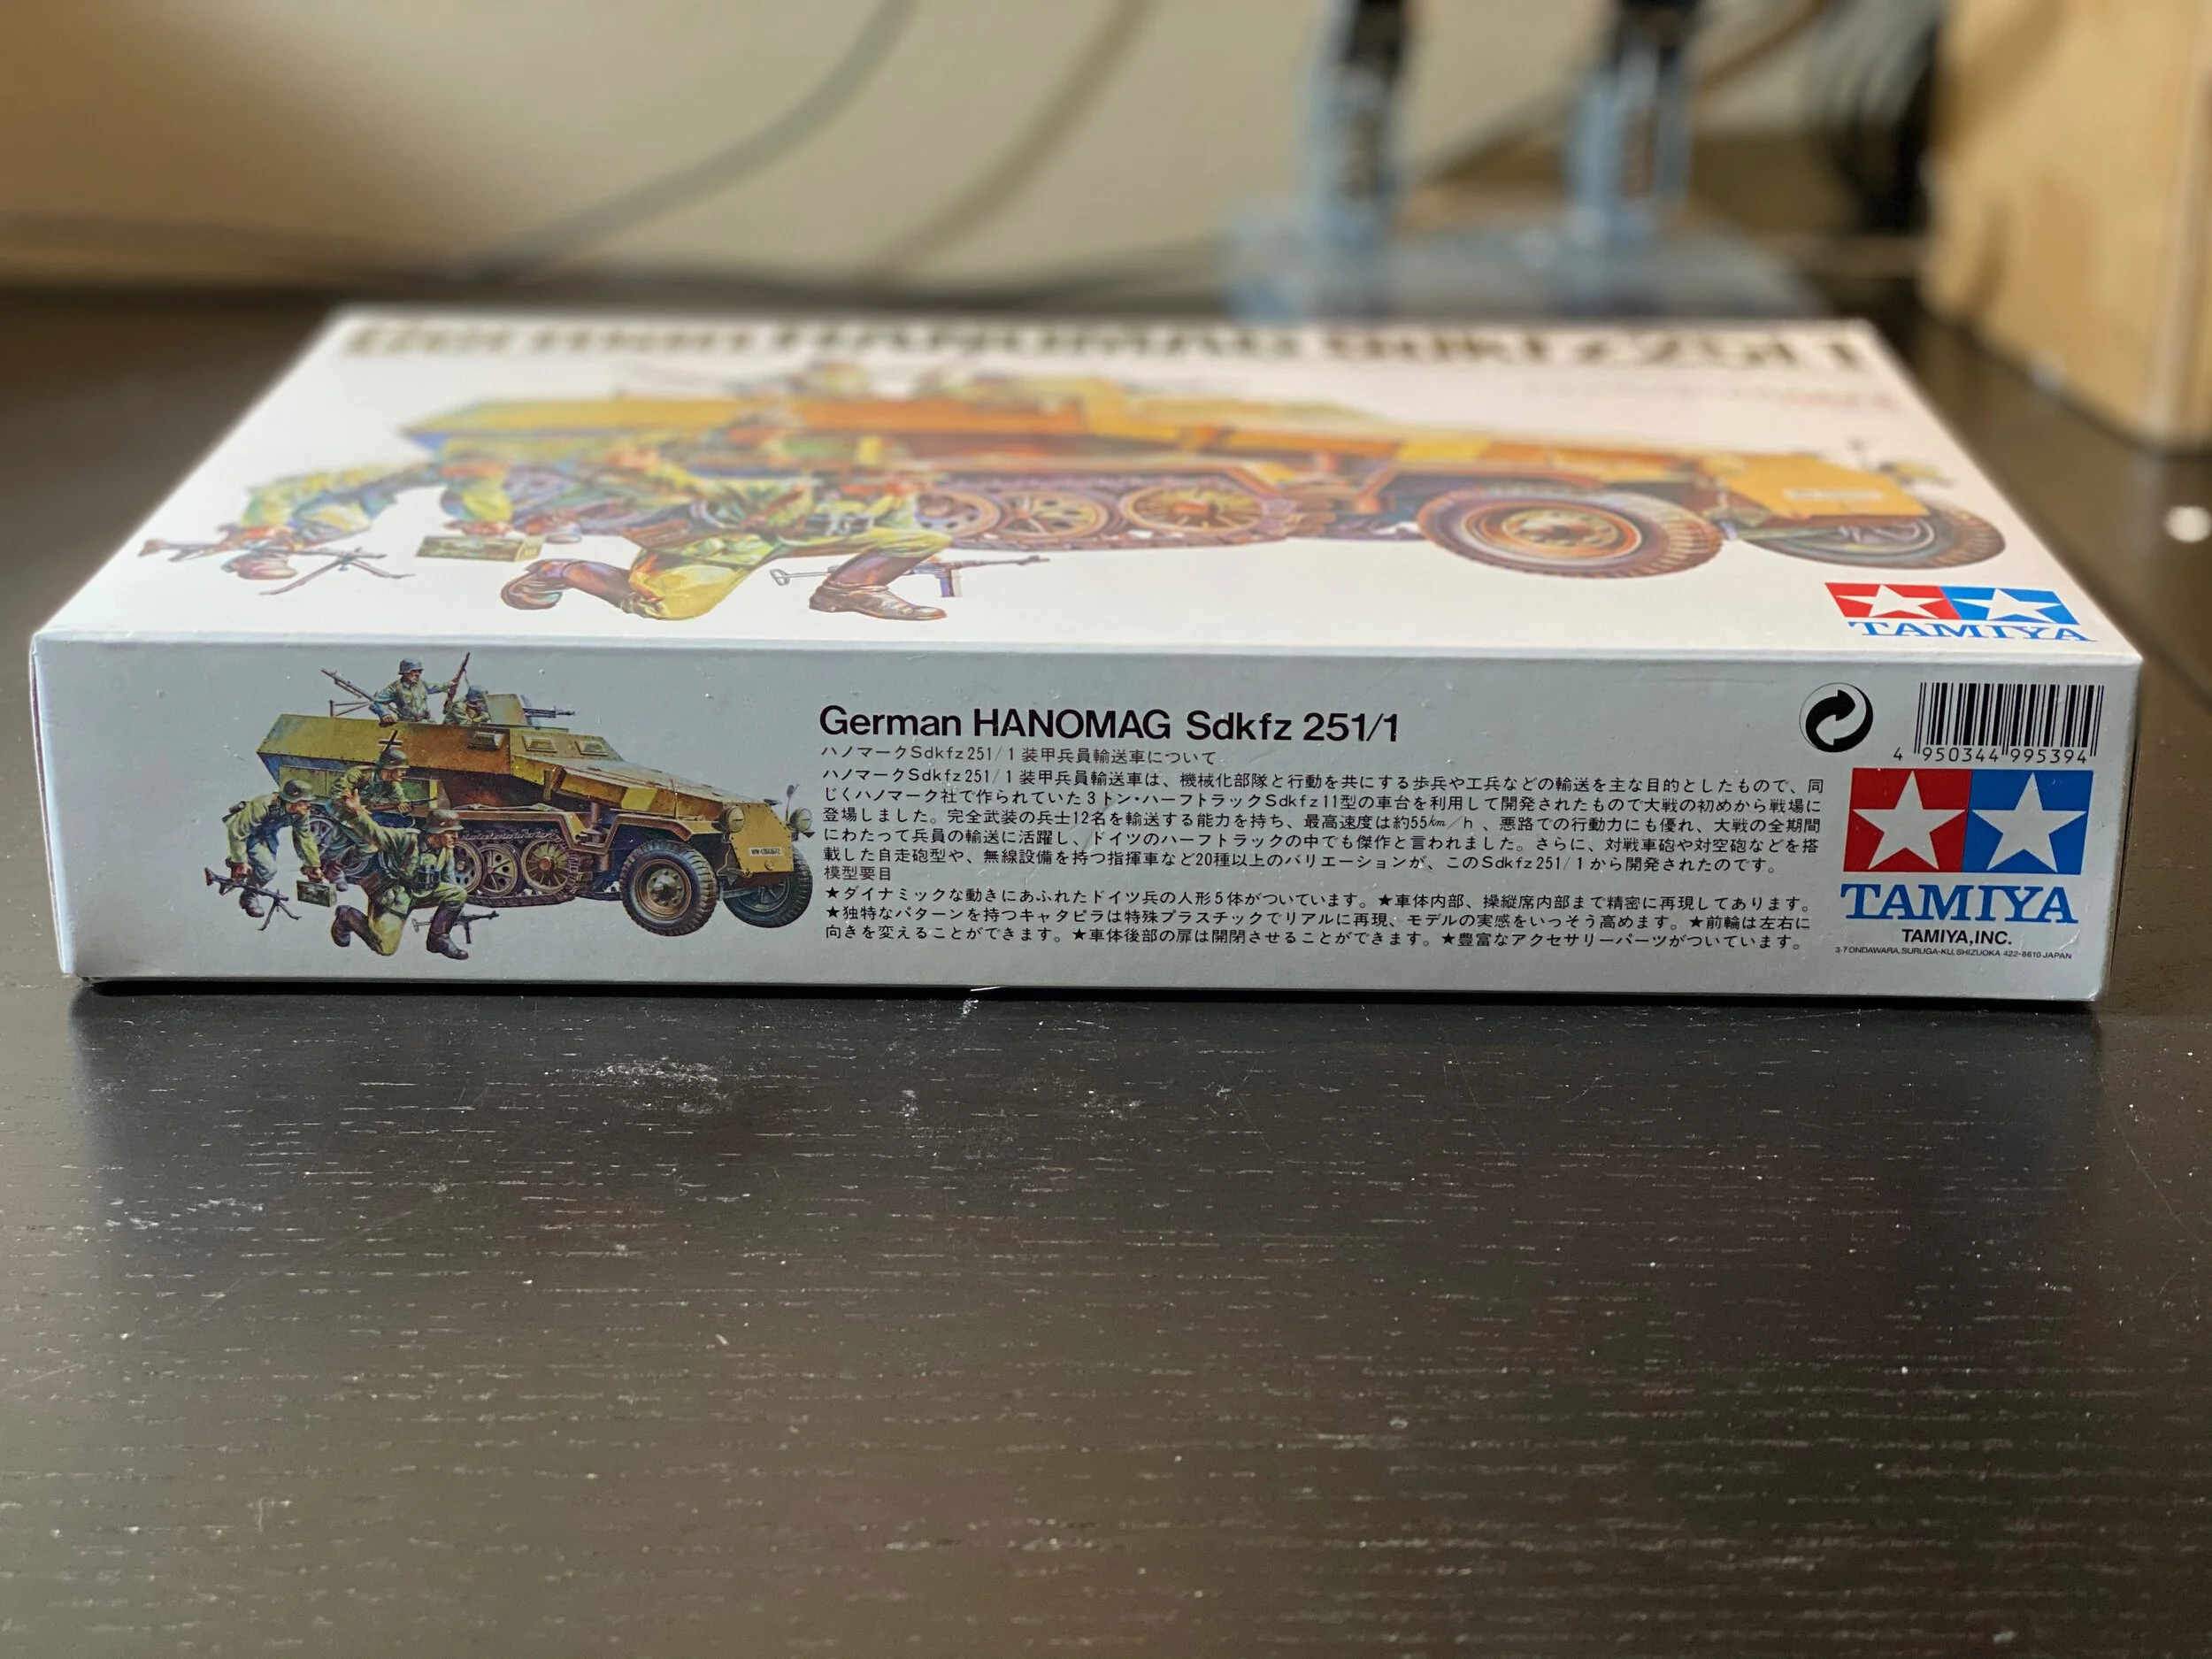 German HANOMAG Sdkfz 251/1
TAMIYA
German HANOMAG Sdkfz 251/1
ハノマークSdkfz251/1装甲兵員輸送車について
ハノマークSdkfz251/1装甲兵員輸送車は、機械化部隊と行動を共にする歩兵や工兵などの輸送を主な目的としたもので、同
じくハノマーク社で作られていた3トン・ハーフトラックSdkfz11型の車台を利用して開発されたもので大戦の初めから戦場に
登場しました。完全武装の兵士12名を輸送する能力を持ち、最高速度は約55㎞/h、悪路での行動力にも優れ、大戦の全期間
にわたって兵員の輸送に活躍し、ドイツのハーフトラックの中でも傑作と言われました。さらに、対戦車砲や対空砲などを搭
載した自走砲型や、無線設備を持つ指揮車など20種以上のバリエーションが、このSdkfz251/1から開発されたのです。
模型要目
★ダイナミックな動きにあふれたドイツ兵の人形5体がついています。★車体内部、操縦席内部まで精密に再現してあります。
★独特なパターンを持つキャタピラは特殊プラスチックでリアルに再現、モデルの実感をいっそう高めます。★前輪は左右に
向きを変えることができます。★車体後部の扉は開閉させることができます。★豊富なアクセサリーパーツがついています。
4 950344 995394
TAMIYA
TAMIYA,INC.
3-7 ONDAWARA,SURUGA-KU,SHIZUOKA 422-8610 JAPAN